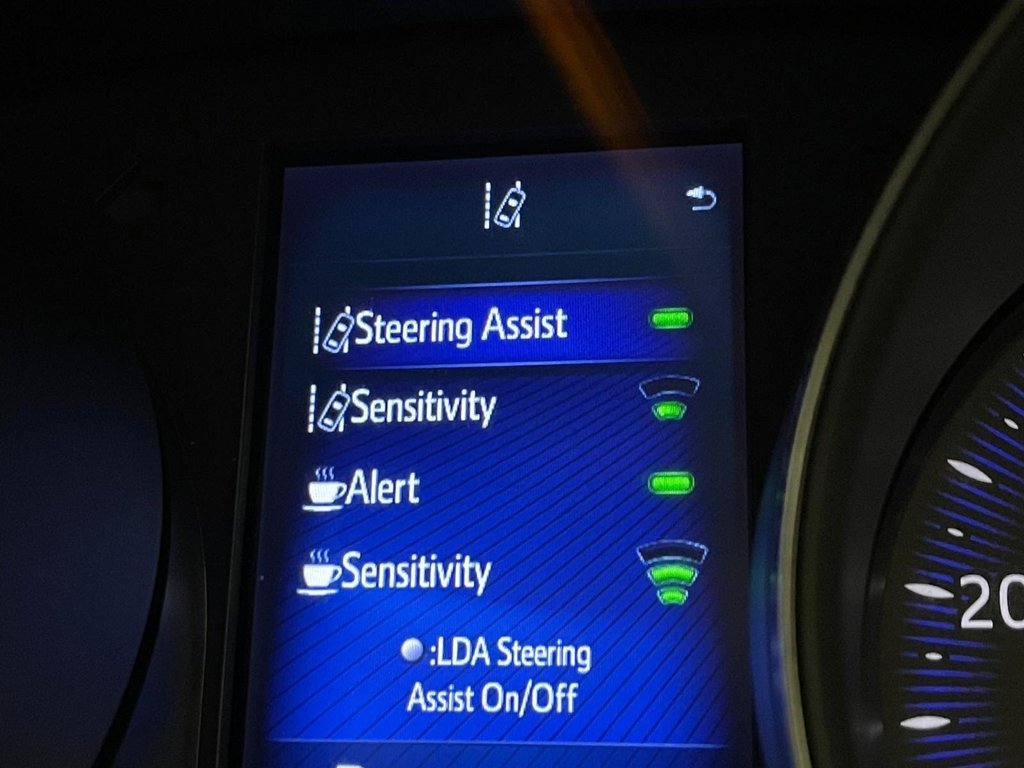 Steering Assist
Sensitivity
Alert
Sensitivity
:LDA Steering
Assist On/Off
20